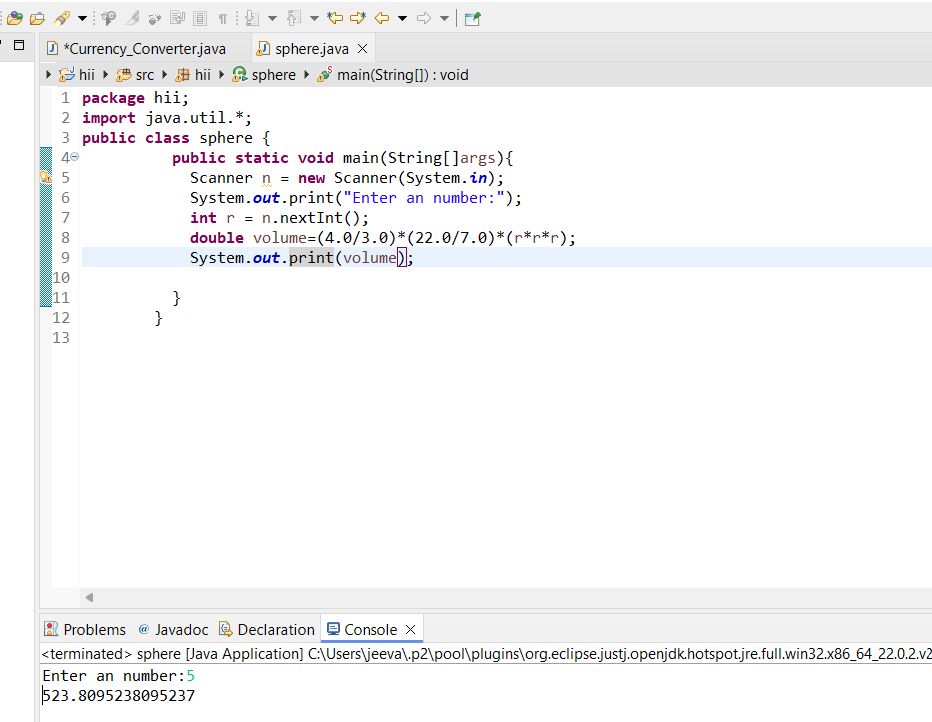 *Currency_Converter.java sphere.java
hii src hii sphere main(String[]) : void
1 package hii;
2 import java.util.*;
3 public class sphere {
4 public static void main(String[]args){
5 Scanner n = new Scanner(System.in);
6 System.out.print("Enter an number:");
7 int r = n.nextInt();
8 double volume=(4.0/3.0)*(22.0/7.0)*(r*r*r);
9 System.out.print(volume);
10
11 }
12 }
13
Problems @ Javadoc Declaration Console
<terminated> sphere [Java Application] C:\Users\jeeva\.p2\pool\plugins\org.eclipse.justj.openjdk.hotspot.jre.full.win32.x86_64_22.0.2.v2
Enter an number:5
523.8095238095237